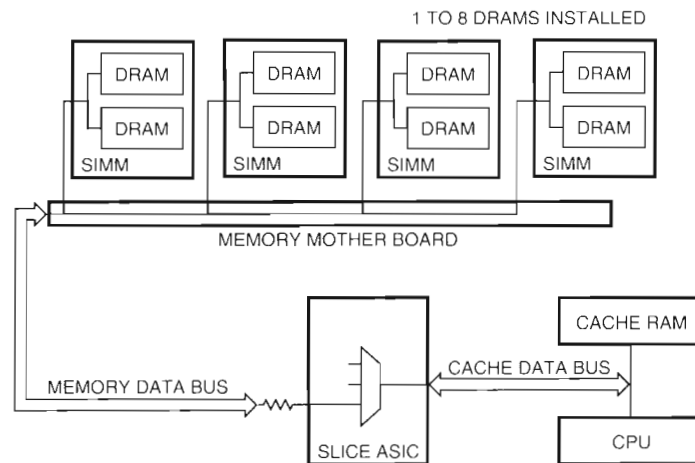 1 TO 8 DRAMS INSTALLED
DRAM
DRAM
SIMM
DRAM
DRAM
SIMM
DRAM
DRAM
SIMM
DRAM
DRAM
SIMM
MEMORY MOTHER BOARD
MEMORY DATA BUS
SLICE ASIC
CACHE DATA BUS
CACHE RAM
CPU